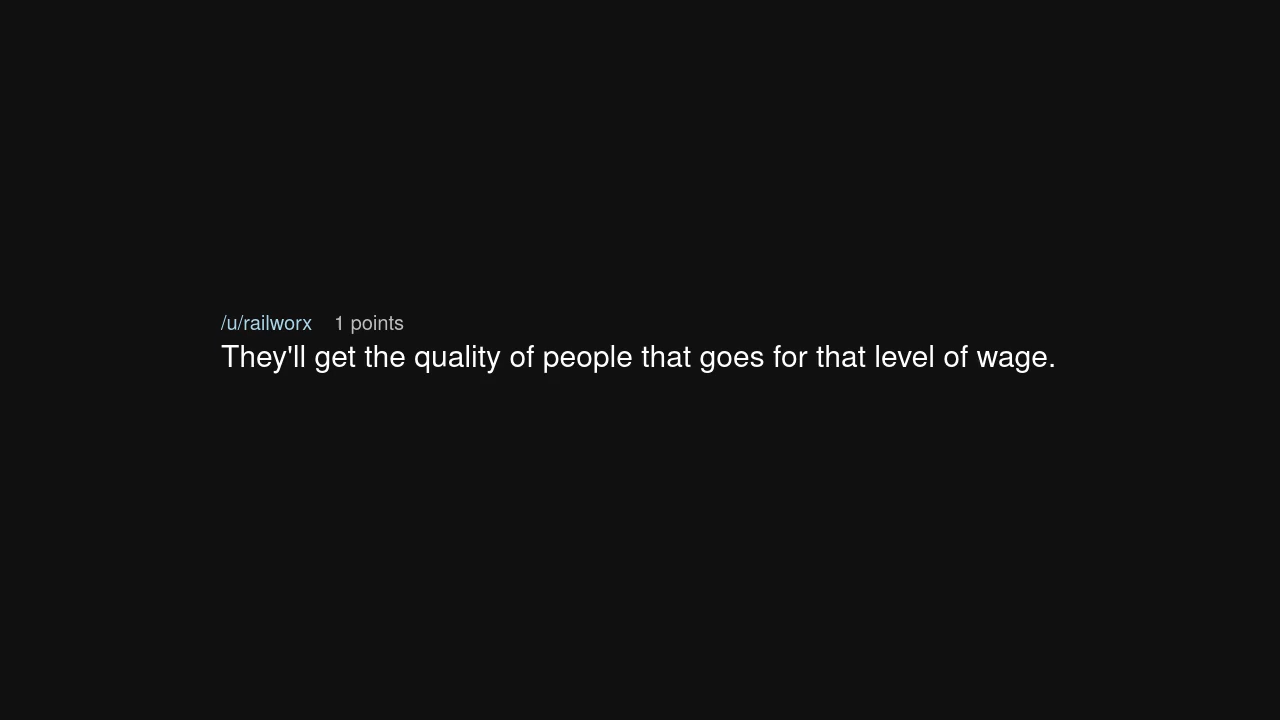 /u/railworx 1 points
They'll get the quality of people that goes for that level of wage.